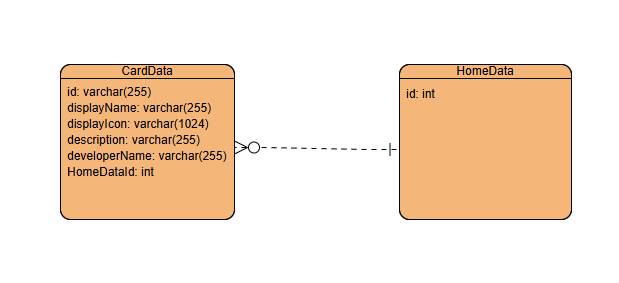 CardData
id: varchar(255)
displayName: varchar(255)
displayIcon: varchar(1024)
description: varchar(255)
developerName: varchar(255)
HomeDataId: int
HomeData
id: int